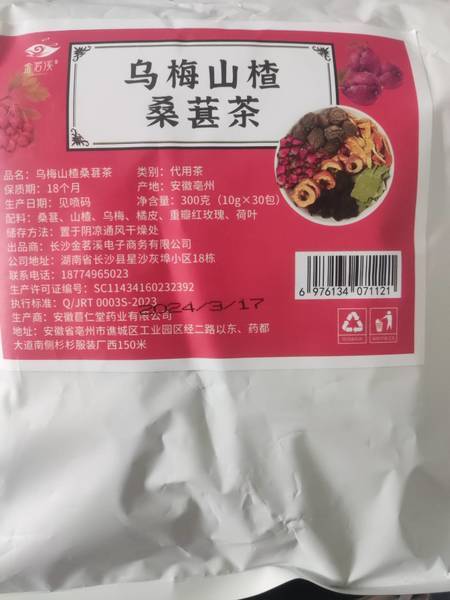 金茗溪
乌梅山楂
桑葚茶
品名：乌梅山楂桑葚茶 类别：代用茶
保质期：18个月 产地：安徽亳州
生产日期：见喷码 净含量：300克（10g×30包）
配料：桑葚、山楂、乌梅、橘皮、重瓣红玫瑰、荷叶
储存方法：置于阴凉通风干燥处
出品商：长沙金茗溪电子商务有限公司
公司地址：湖南省长沙县星沙灰埠小区18栋
联系电话：18774965023
生产许可证编号：SC11434160232392
执行标准：Q/JRT 0003S-2023
2024/3/17
生产商：安徽薏仁堂药业有限公司
地址：安徽省亳州市谯城区工业园区经二路以东、药都
大道南侧杉杉服装厂西150米
6 976134 071121